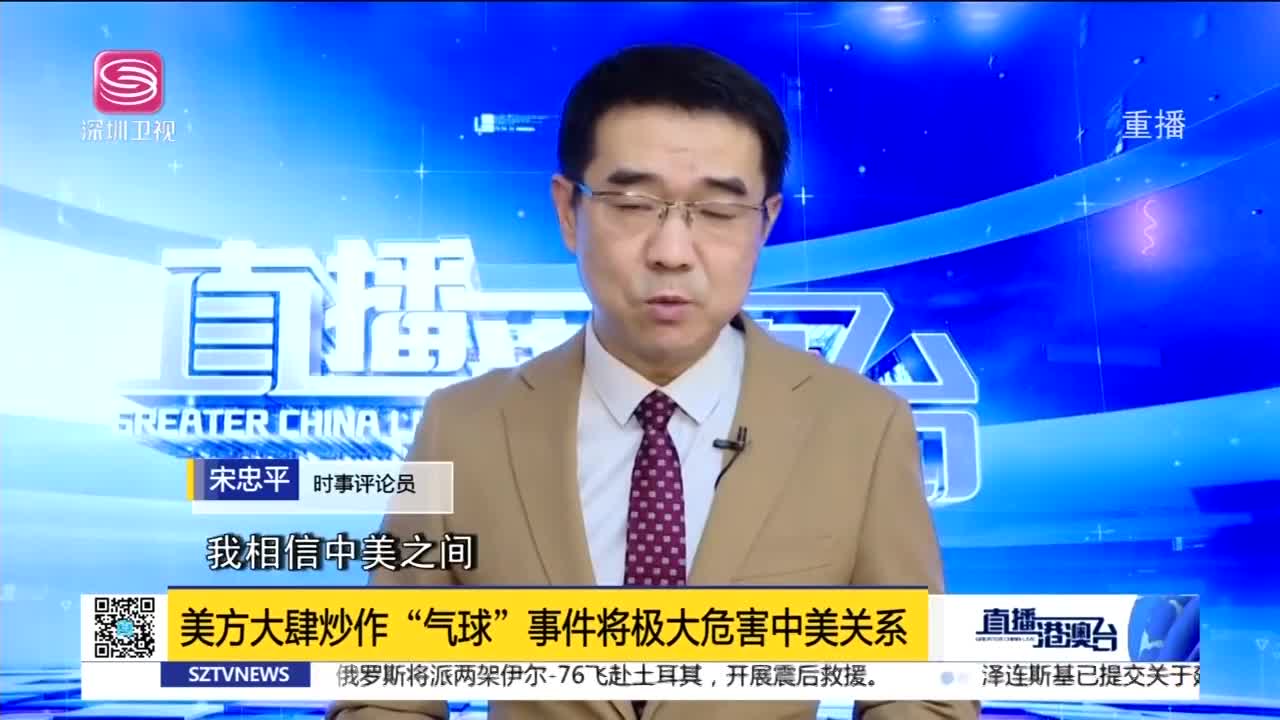 深圳卫视
重播
直播
GREATER CHINA
宋忠平
时事评论员
我相信中美之间
美方大肆炒作“气球”事件将极大危害中美关系
直播港澳台
SZTVNEWS
俄罗斯将派两架伊尔-76飞赴土耳其，开展震后救援。
泽连斯基已提交关于